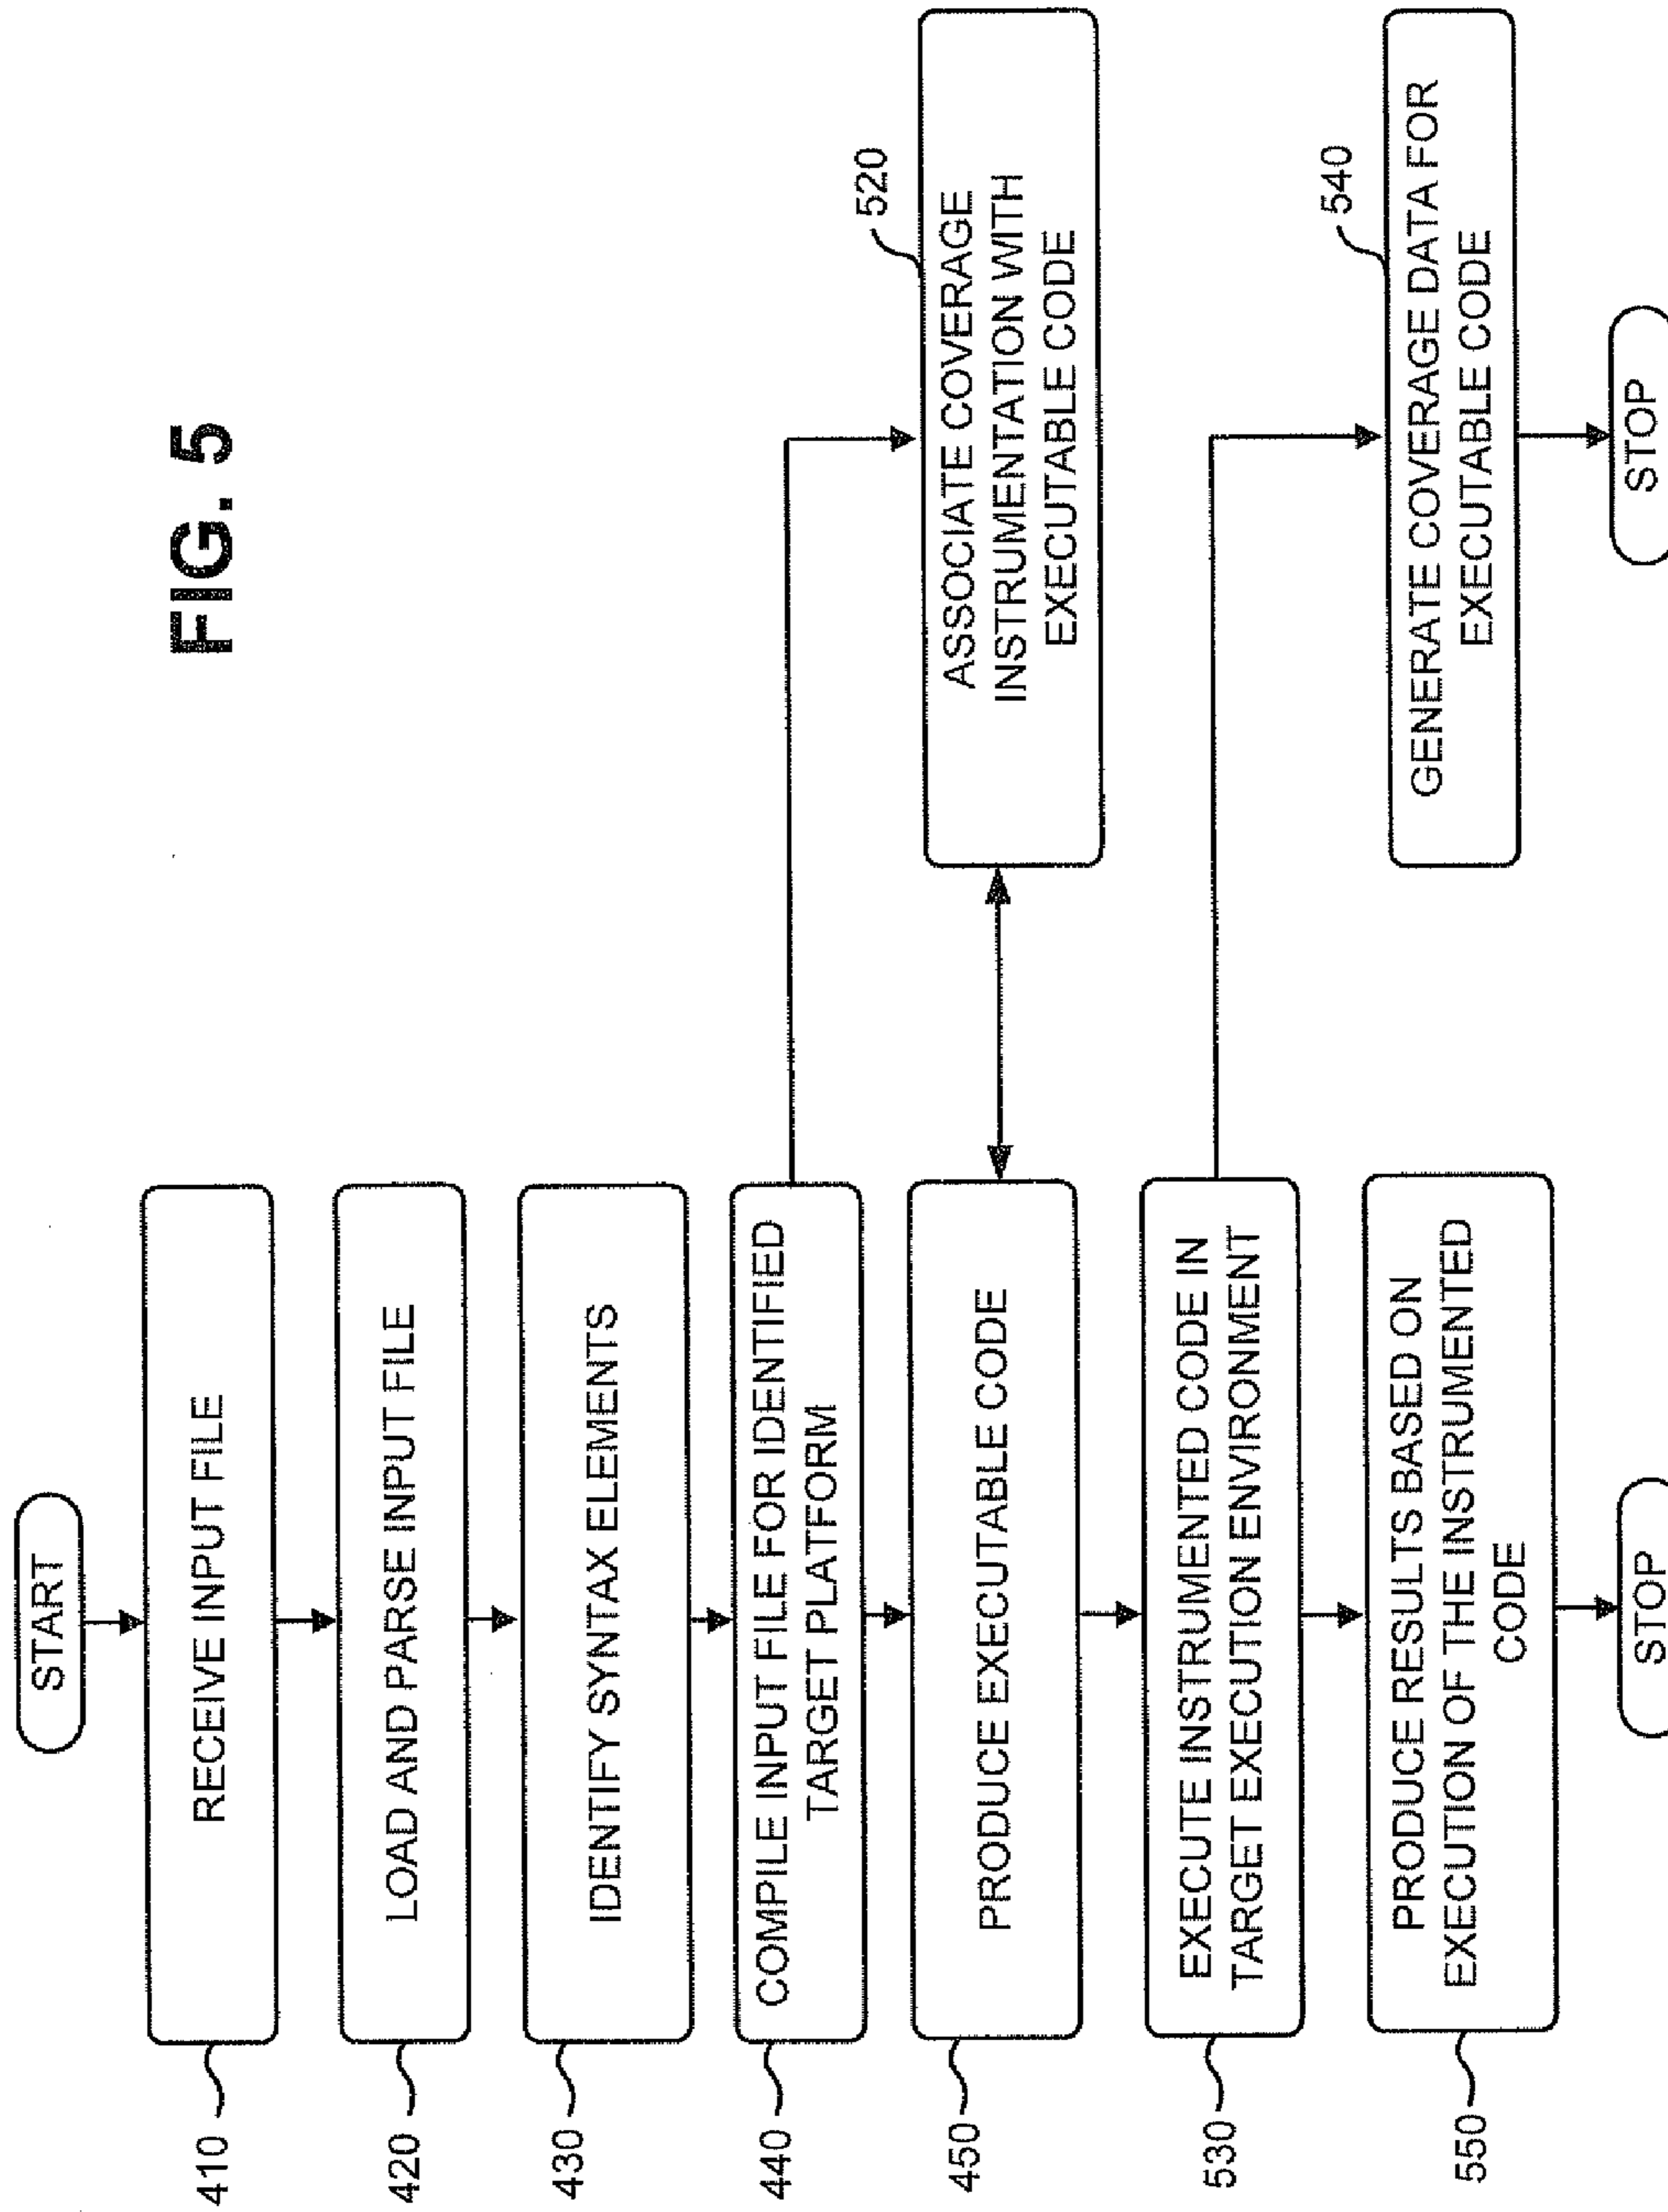 FIG. 5
START
410
RECEIVE INPUT FILE
420
LOAD AND PARSE INPUT FILE
430
IDENTIFY SYNTAX ELEMENTS
440
COMPILE INPUT FILE FOR IDENTIFIED
TARGET PLATFORM
520
ASSOCIATE COVERAGE
INSTRUMENTATION WITH
EXECUTABLE CODE
450
PRODUCE EXECUTABLE CODE
530
EXECUTE INSTRUMENTED CODE IN
TARGET EXECUTION ENVIRONMENT
540
GENERATE COVERAGE DATA FOR
EXECUTABLE CODE
550
PRODUCE RESULTS BASED ON
EXECUTION OF THE INSTRUMENTED
CODE
STOP
STOP